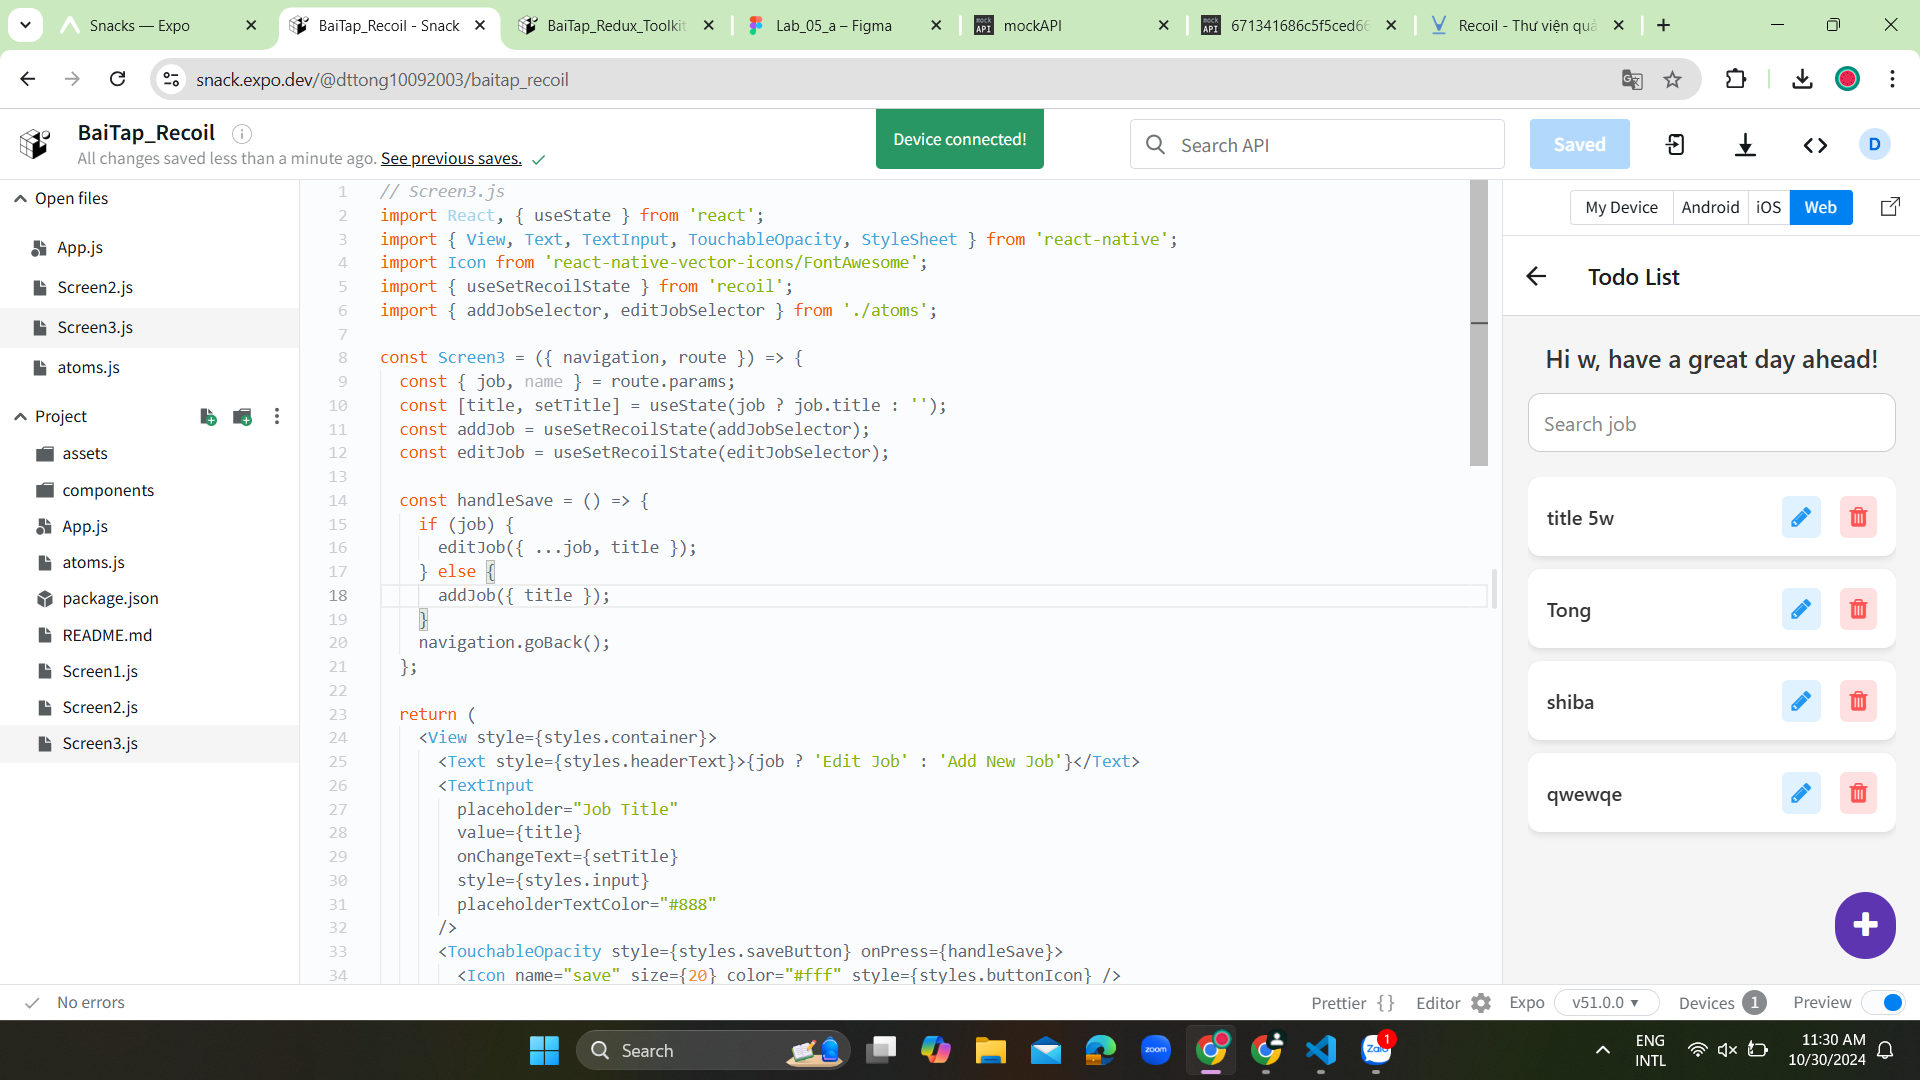 Snacks — Expo
BaiTap_Recoil - Snack
BaiTap_Redux_Toolkit
Lab_05_a – Figma
mockAPI
671341686c5f5ced66
Recoil - Thư viện quả
snack.expo.dev/@dttong10092003/baitap_recoil
BaiTap_Recoil
All changes saved less than a minute ago. See previous saves.
Device connected!
Search API
Saved
D
Open files
App.js
Screen2.js
Screen3.js
atoms.js
Project
assets
components
App.js
atoms.js
package.json
README.md
Screen1.js
Screen2.js
Screen3.js
1 // Screen3.js
2 import React, { useState } from 'react';
3 import { View, Text, TextInput, TouchableOpacity, StyleSheet } from 'react-native';
4 import Icon from 'react-native-vector-icons/FontAwesome';
5 import { useSetRecoilState } from 'recoil';
6 import { addJobSelector, editJobSelector } from './atoms';
7
8 const Screen3 = ({ navigation, route }) => {
9 const { job, name } = route.params;
10 const [title, setTitle] = useState(job ? job.title : '');
11 const addJob = useSetRecoilState(addJobSelector);
12 const editJob = useSetRecoilState(editJobSelector);
13
14 const handleSave = () => {
15 if (job) {
16 editJob({ ...job, title });
17 } else {
18 addJob({ title });
19 }
20 navigation.goBack();
21 };
22
23 return (
24 <View style={styles.container}>
25 <Text style={styles.headerText}>{job ? 'Edit Job' : 'Add New Job'}</Text>
26 <TextInput
27 placeholder="Job Title"
28 value={title}
29 onChangeText={setTitle}
30 style={styles.input}
31 placeholderTextColor="#888"
32 />
33 <TouchableOpacity style={styles.saveButton} onPress={handleSave}>
34 <Icon name="save" size={20} color="#fff" style={styles.buttonIcon} />
My Device
Android
iOS
Web
Todo List
Hi w, have a great day ahead!
Search job
title 5w
Tong
shiba
qwewqe
No errors
Prettier { }
Editor
Expo
v51.0.0
Devices 1
Preview
Search
zoom
Zalo
1
ENG
INTL
11:30 AM
10/30/2024